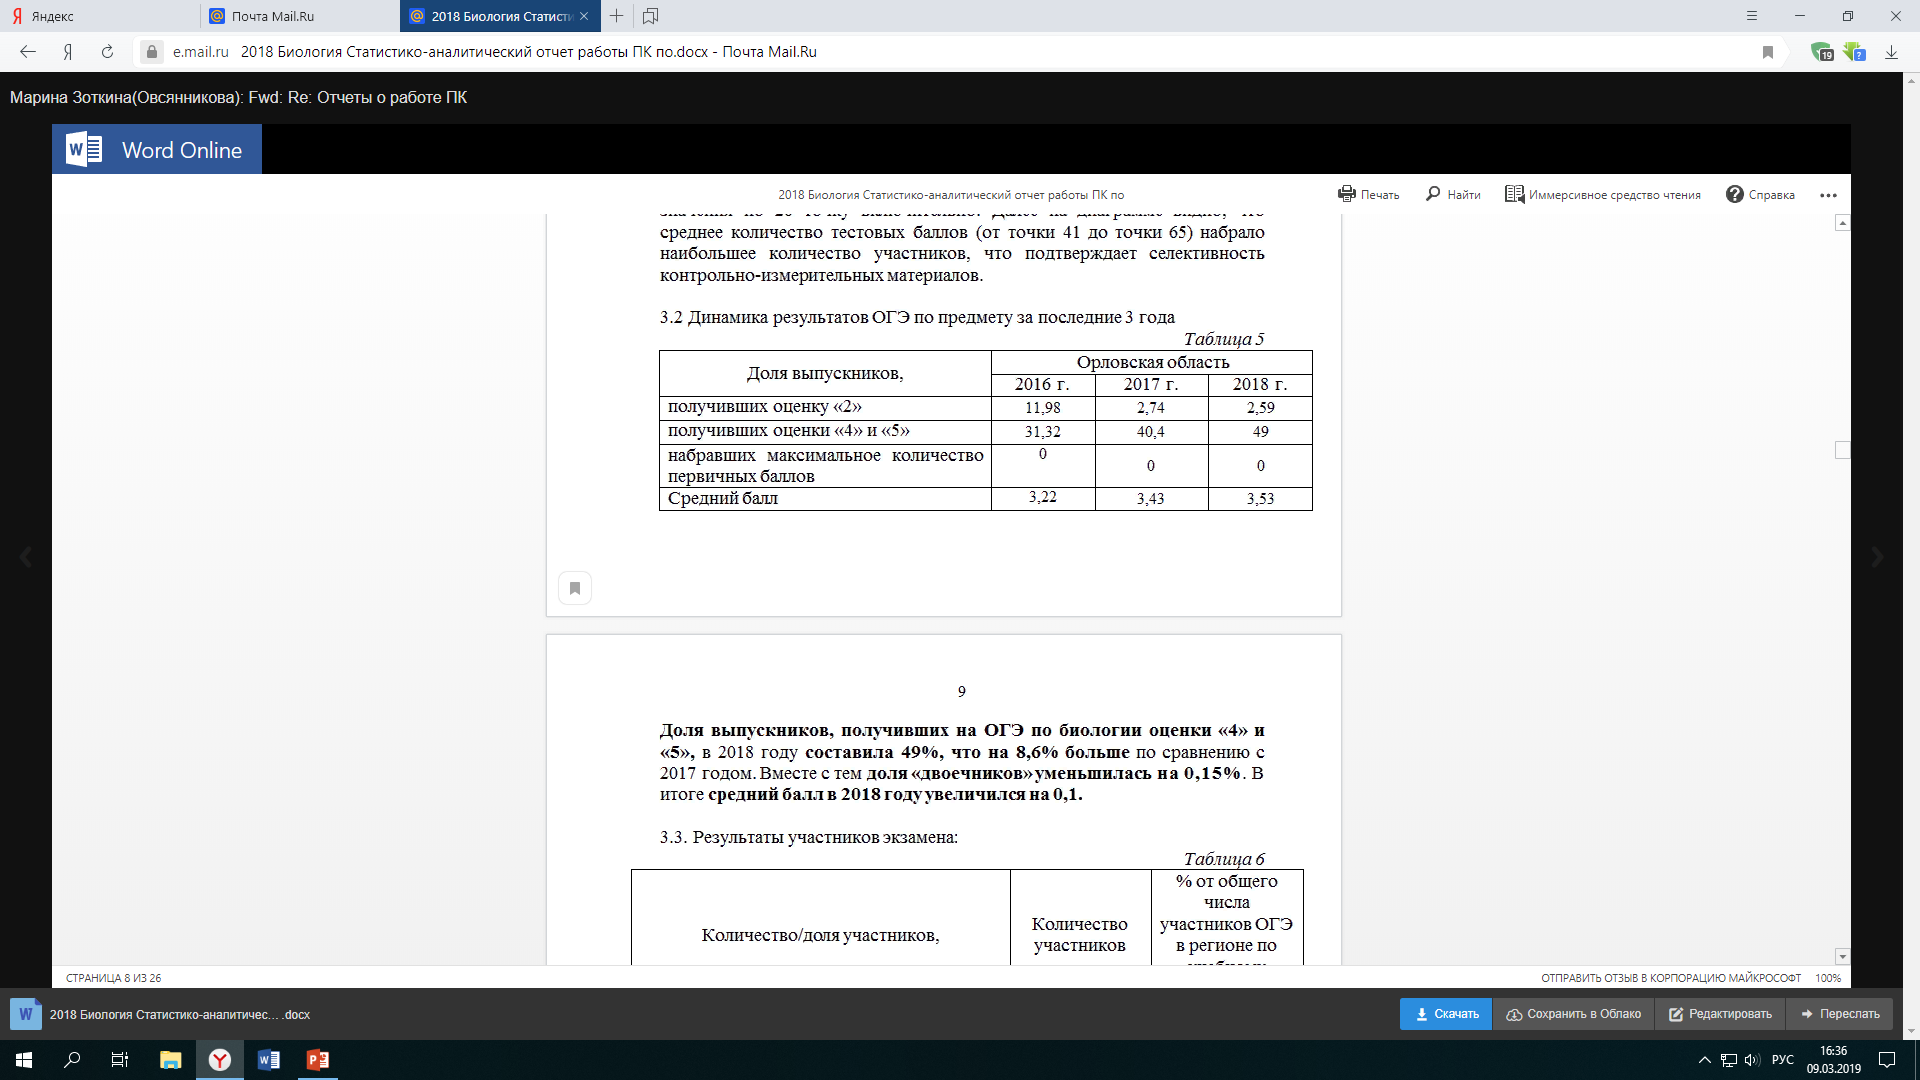 Яндекс
Почта Mail.Ru
2018 Биология Статисти
e.mail.ru 2018 Биология Статистико-аналитический отчет работы ПК по.docx - Почта Mail.Ru
19
?
Марина Зоткина(Овсянникова): Fwd: Re: Отчеты о работе ПК
Word Online
2018 Биология Статистико-аналитический отчет работы ПК по
Печать
Найти
Иммерсивное средство чтения
Справка
среднее количество тестовых баллов (от точки 41 до точки 65) набрало
наибольшее количество участников, что подтверждает селективность
контрольно-измерительных материалов.
3.2 Динамика результатов ОГЭ по предмету за последние 3 года
Таблица 5
Доля выпускников,
Орловская область
2016 г. 2017 г. 2018 г.
получивших оценку «2» 11,98 2,74 2,59
получивших оценки «4» и «5» 31,32 40,4 49
набравших максимальное количество
первичных баллов
0 0 0
Средний балл 3,22 3,43 3,53
9
Доля выпускников, получивших на ОГЭ по биологии оценки «4» и
«5», в 2018 году составила 49%, что на 8,6% больше по сравнению с
2017 годом. Вместе с тем доля «двоечников» уменьшилась на 0,15%. В
итоге средний балл в 2018 году увеличился на 0,1.
3.3. Результаты участников экзамена:
Таблица 6
Количество/доля участников,
Количество
участников
% от общего
числа
участников ОГЭ
в регионе по
СТРАНИЦА 8 ИЗ 26
ОТПРАВИТЬ ОТЗЫВ В КОРПОРАЦИЮ МАЙКРОСОФТ 100%
2018 Биология Статистико-аналитичес... .docx
Скачать
Сохранить в Облако
Редактировать
Переслать
РУС
16:36
09.03.2019